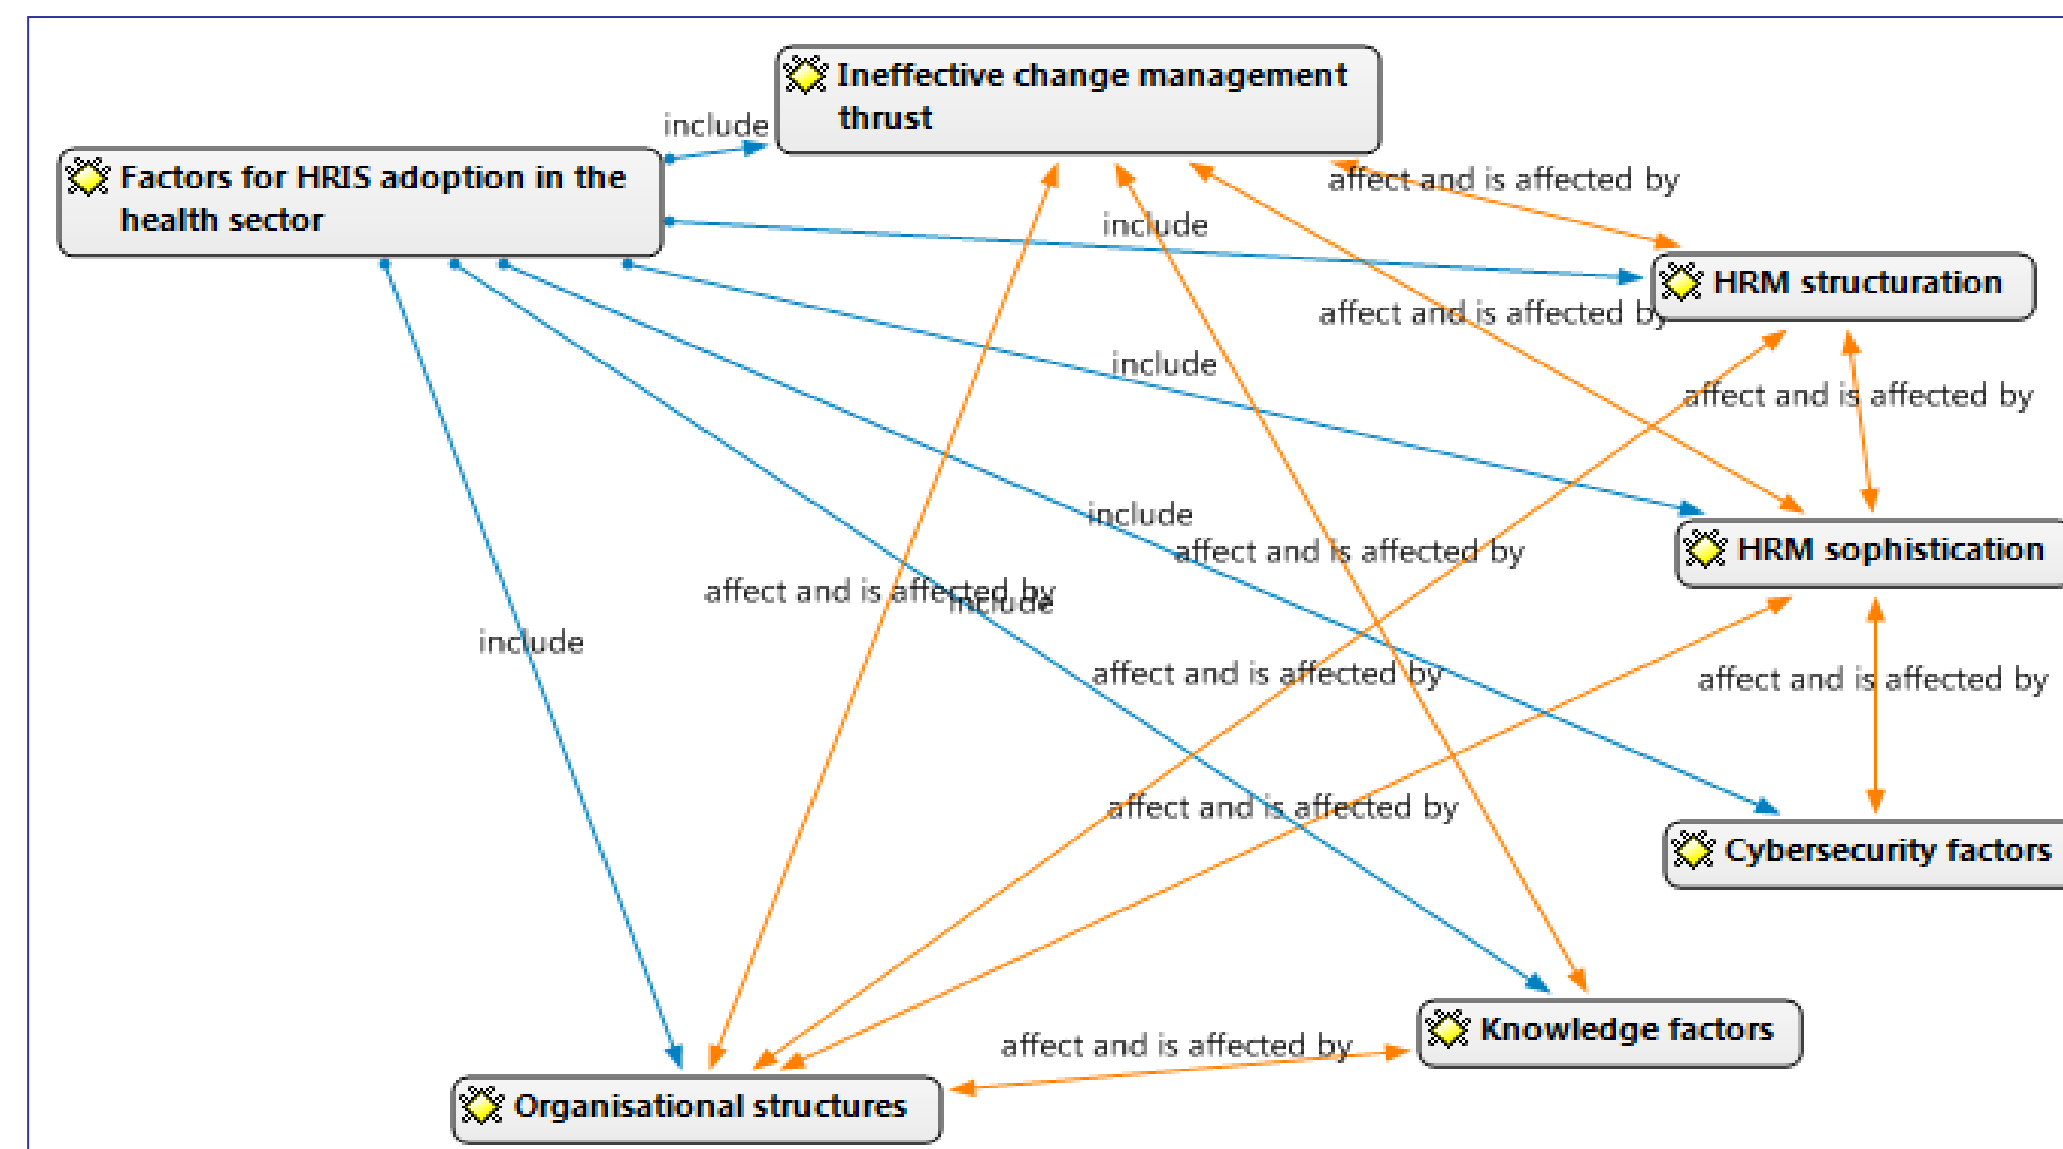 Ineffective change management
thrust
include
Factors for HRIS adoption in the
health sector
affect and is affected by
include
HRM structuration
affect and is affected by
include
affect and is affected by
include
affect and is affected by
HRM sophistication
affect and is affected by
include
include
affect and is affected by
affect and is affected by
affect and is affected by
Cybersecurity factors
Knowledge factors
affect and is affected by
Organisational structures